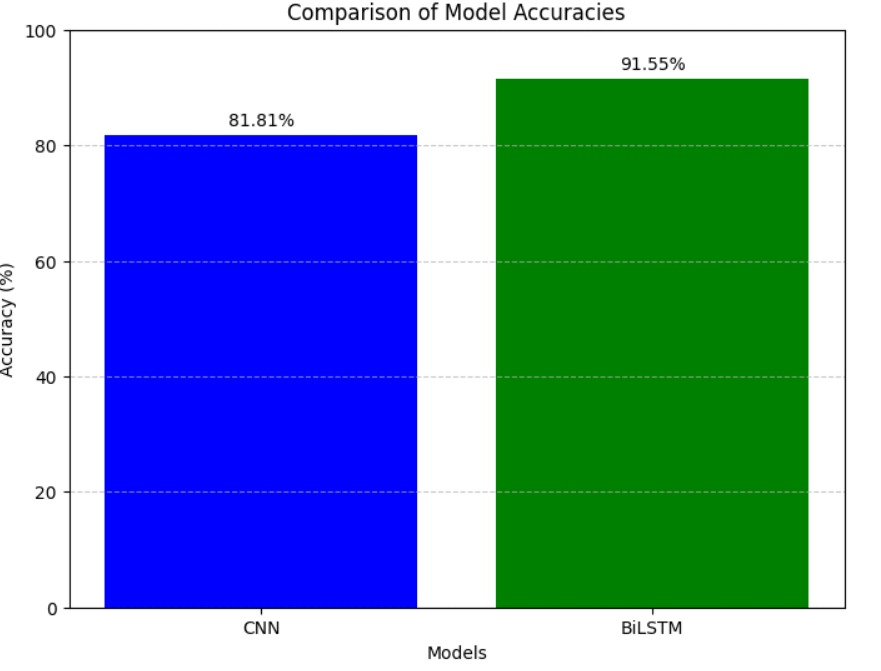 Comparison of Model Accuracies
100
91.55%
81.81%
80
60
Accuracy (%)
40
20
0
CNN
BiLSTM
Models